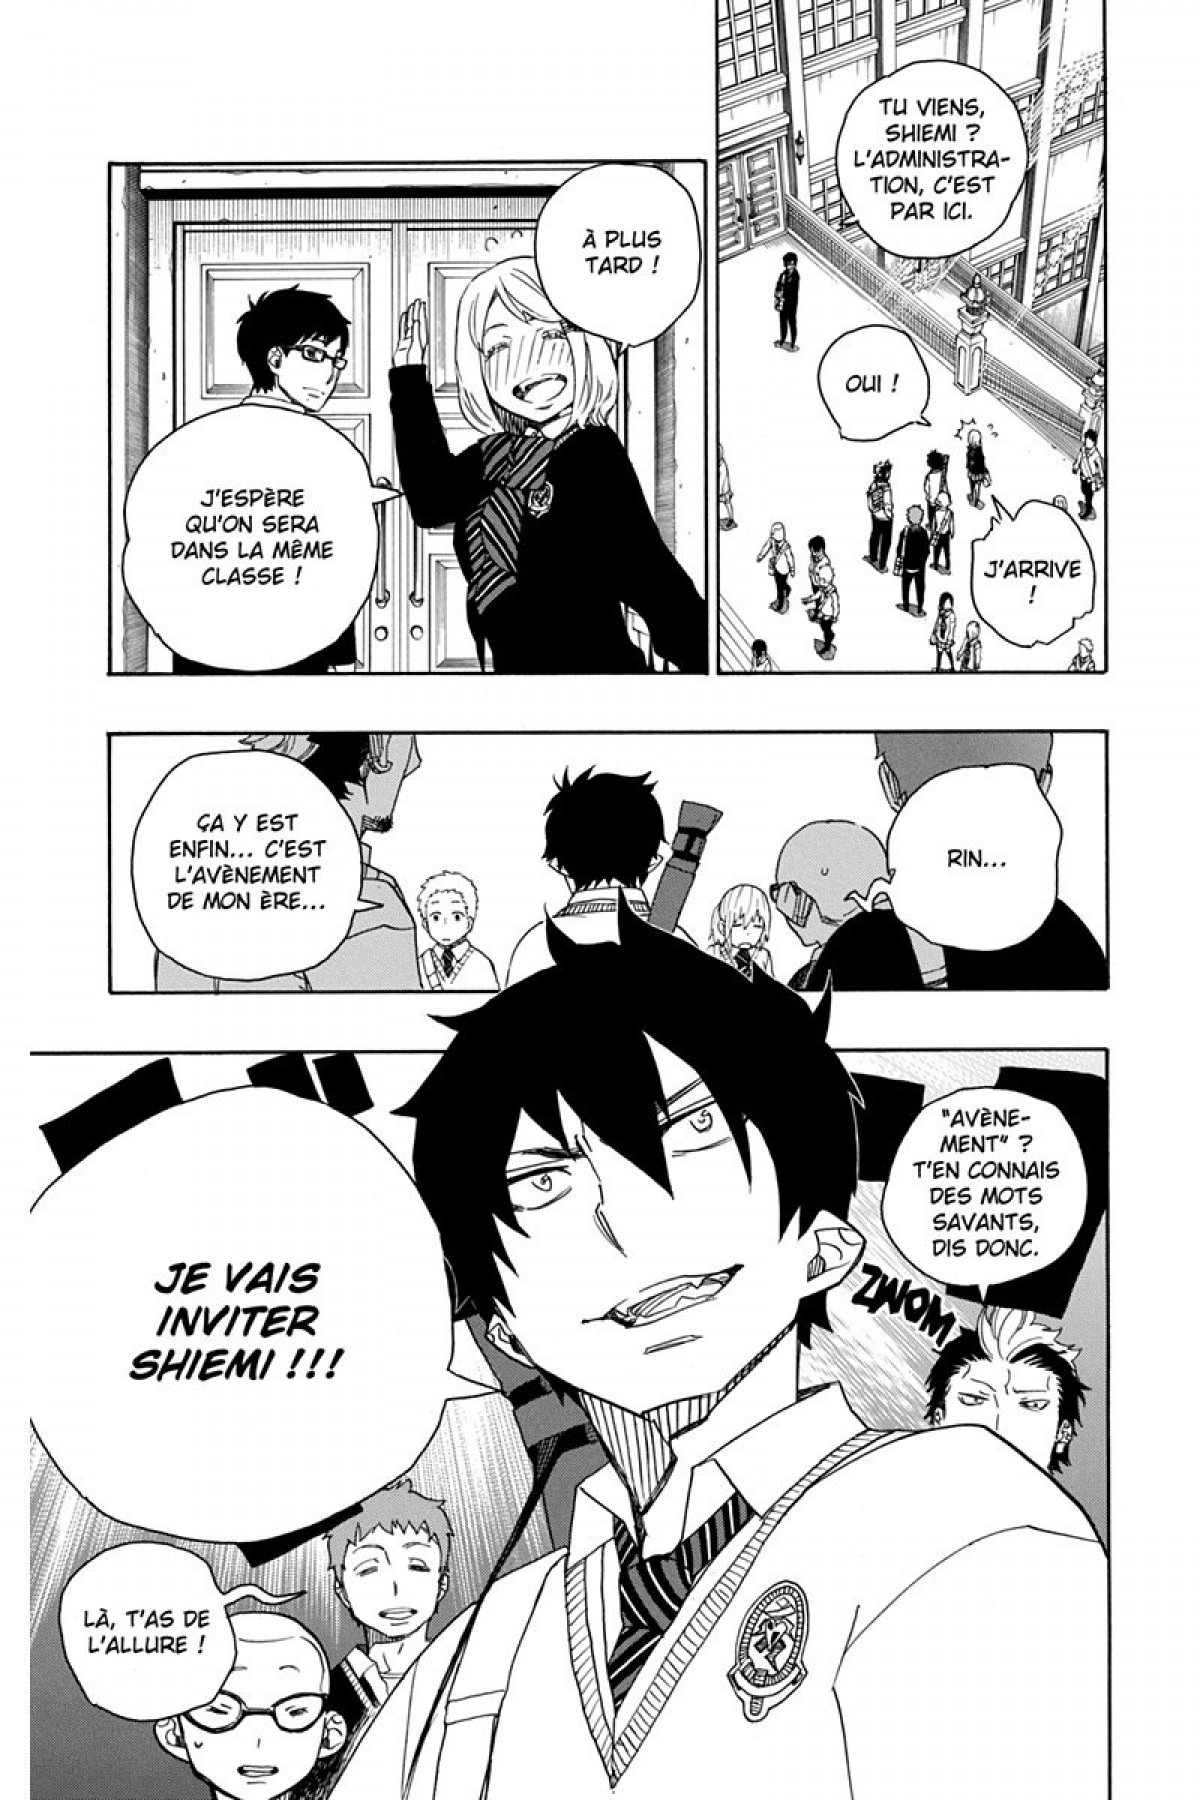 TU VIENS,
SHIEMI ?
L'ADMINISTRA-
TION, C'EST
PAR ICI.
OUI !
J'ARRIVE
!
À PLUS
TARD !
J'ESPÈRE
QU'ON SERA
DANS LA MÊME
CLASSE !
RIN...
ÇA Y EST
ENFIN... C'EST
L'AVÈNEMENT
DE MON ÈRE...
"AVÈNE-
MENT" ?
T'EN CONNAIS
DES MOTS
SAVANTS,
DIS DONC.
ZWOM
JE VAIS
INVITER
SHIEMI !!!
LÀ, T'AS DE
L'ALLURE !